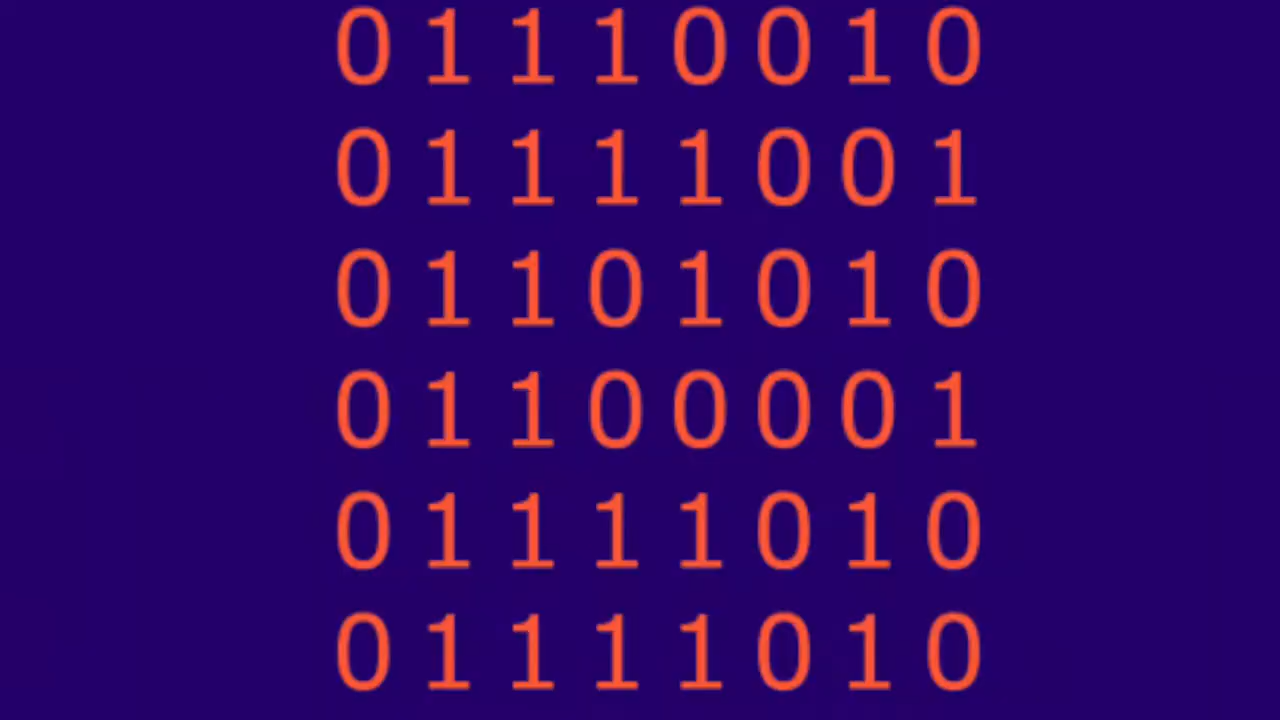 0 1 1 1 0 0 1 0
0 1 1 1 1 0 0 1
0 1 1 0 1 0 1 0
0 1 1 0 0 0 0 1
0 1 1 1 1 0 1 0
0 1 1 1 1 0 1 0